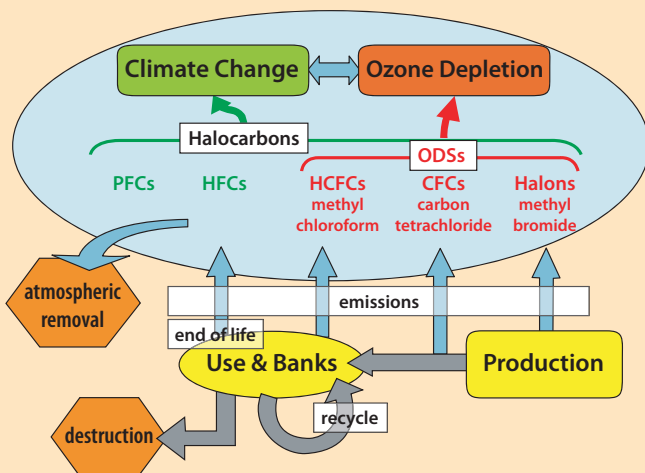 Climate Change
Ozone Depletion
Halocarbons
ODSs
PFCs
HFCs
HCFCs
methyl
chloroform
CFCs
carbon
tetrachloride
Halons
methyl
bromide
atmospheric
removal
emissions
end of life
Use & Banks
Production
recycle
destruction